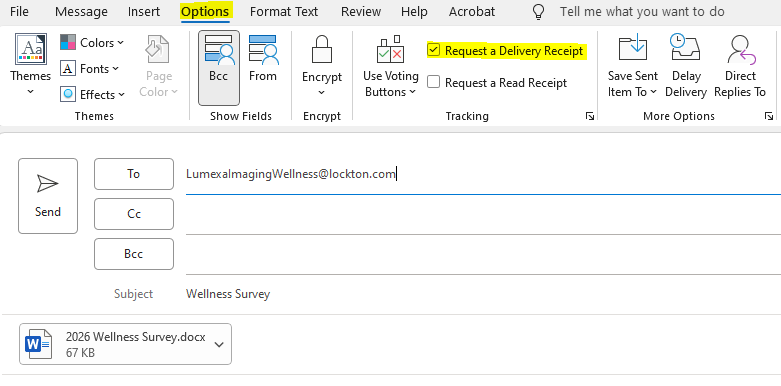 File Message Insert Options Format Text Review Help Acrobat Tell me what you want to do
Aa
Themes
Colors
Fonts
Effects
Page Color
Themes
Bcc
From
Show Fields
Encrypt
Encrypt
Use Voting Buttons
Request a Delivery Receipt
Request a Read Receipt
Tracking
Save Sent Item To
Delay Delivery
Direct Replies To
More Options
Send
To LumexaImagingWellness@lockton.com
Cc
Bcc
Subject Wellness Survey
2026 Wellness Survey.docx
67 KB